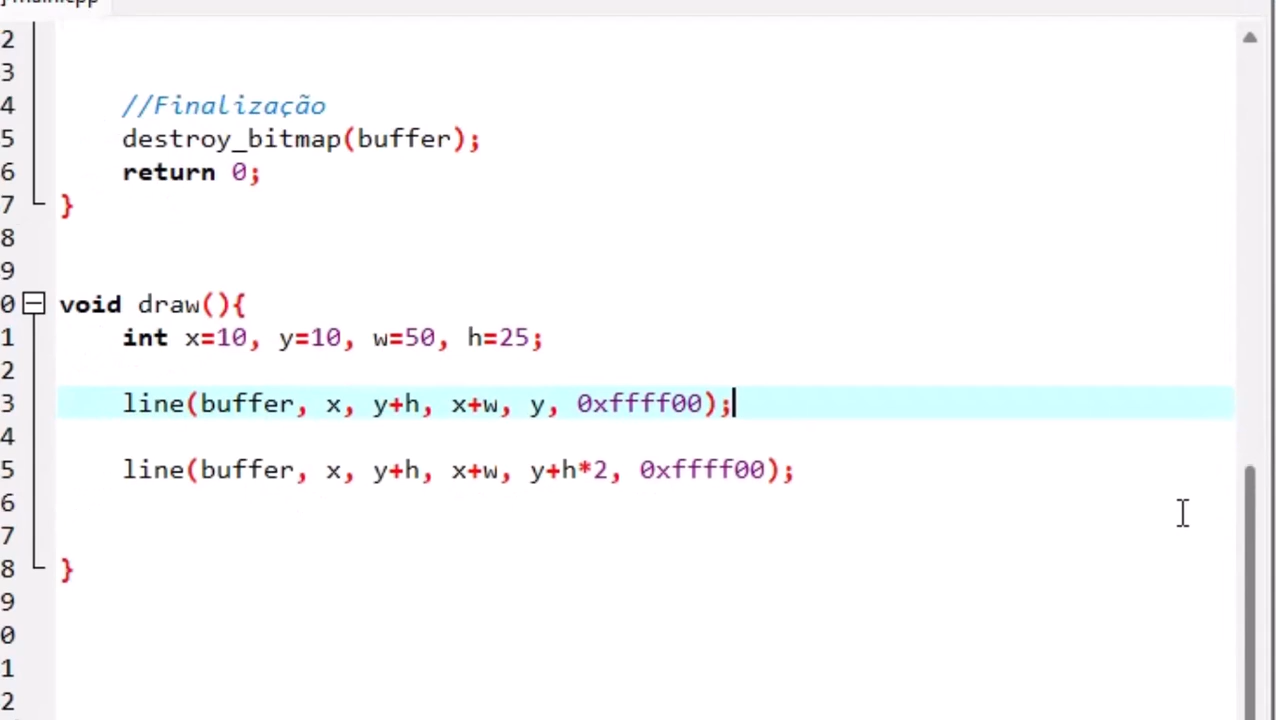 2
3
4 //Finalização
5 destroy_bitmap(buffer);
6 return 0;
7 }
8
9
0 void draw(){
1 int x=10, y=10, w=50, h=25;
2
3 line(buffer, x, y+h, x+w, y, 0xffff00);
4
5 line(buffer, x, y+h, x+w, y+h*2, 0xffff00);
6
7
8 }
9
0
1
2